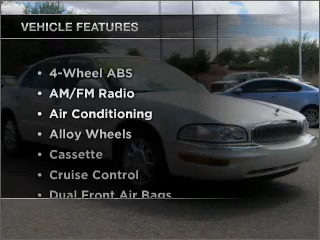 VEHICLE FEATURES
• 4-Wheel ABS
• AM/FM Radio
• Air Conditioning
• Alloy Wheels
• Cassette
• Cruise Control
• Dual Front Air Bags